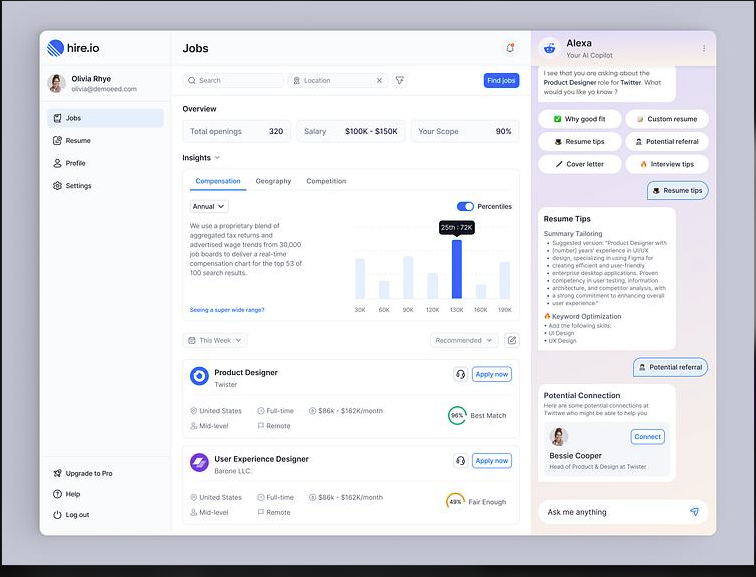 hire.io
Olivia Rhye
olivia@demoeed.com
Jobs
Resume
Profile
Settings
Upgrade to Pro
Help
Log out
Jobs
Search
Location
Find jobs
Overview
Total openings 320
Salary $100K - $150K
Your Scope 90%
Insights
Compensation Geography Competition
Annual
Percentiles
We use a proprietary blend of
aggregated tax returns and
advertised wage trends from 30,000
job boards to deliver a real-time
compensation chart for the top 53 of
100 search results.
Seeing a super wide range?
25th : 72K
30K 60K 90K 120K 130K 160K 190K
This Week
Recommended
Product Designer
Twister
Apply now
United States Full-time $86k - $162K/month
Mid-level Remote
96% Best Match
User Experience Designer
Barone LLC.
Apply now
United States Full-time $86k - $162K/month
Mid-level Remote
49% Fair Enough
Alexa
Your AI Copilot
I see that you are asking about the
Product Designer role for Twitter. What
would you like yo know ?
Why good fit
Custom resume
Resume tips
Potential referral
Cover letter
Interview tips
Resume tips
Resume Tips
Summary Tailoring
• Suggested version: "Product Designer with
• [number] years' experience in UI/UX
• design, specializing in using Figma for
• creating efficient and user-friendly
• enterprise desktop applications. Proven
• competency in user testing, information
• architecture, and competitor analysis, with
• a strong commitment to enhancing overall
• user experience."
🔥 Keyword Optimization
• Add the following skills:
• UI Design
• UX Design
Potential referral
Potential Connection
Here are some potential connections at
Twittwe who might be able to help you
Connect
Bessie Cooper
Head of Product & Design at Twister
Ask me anything